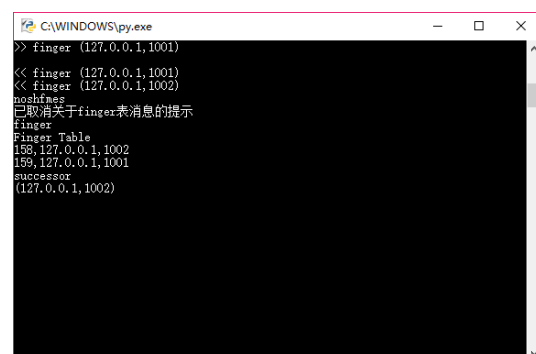 C:\WINDOWS\py.exe
>> finger (127.0.0.1,1001)
<< finger (127.0.0.1,1001)
<< finger (127.0.0.1,1002)
noshfmes
已取消关于finger表消息的提示
finger
Finger Table
158,127.0.0.1,1002
159,127.0.0.1,1001
successor
(127.0.0.1,1002)